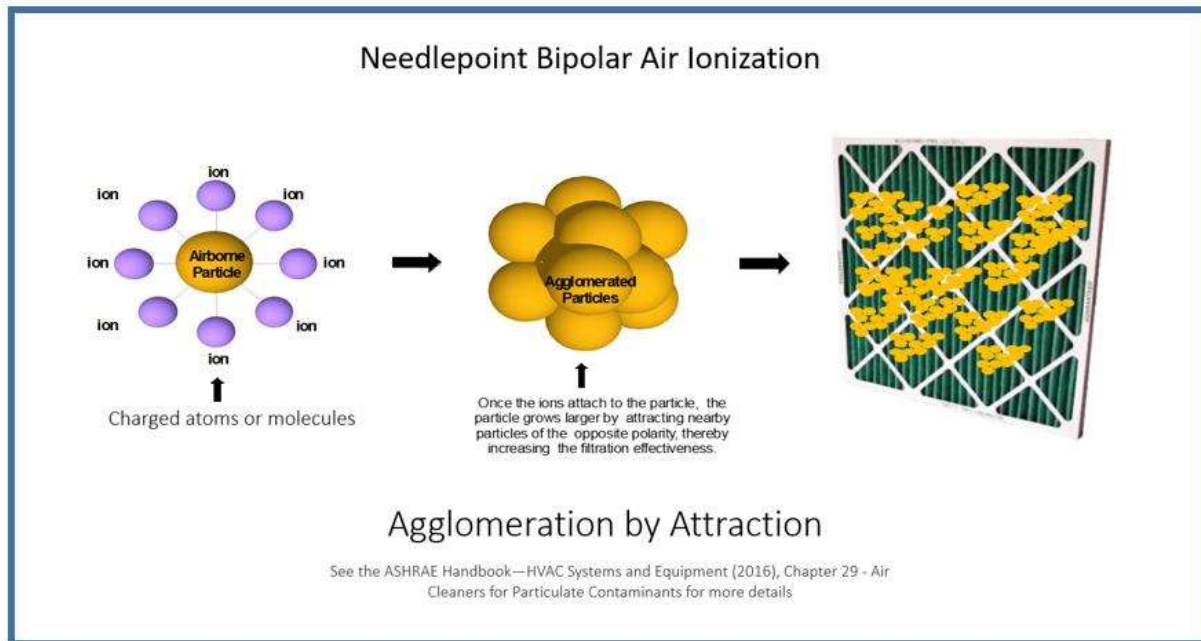 Needlepoint Bipolar Air Ionization
ion
ion
ion
ion
Airborne
Particle
ion
ion
ion
ion
Agglomerated
Particles
Charged atoms or molecules
Once the ions attach to the particle, the
particle grows larger by attracting nearby
particles of the opposite polarity, thereby
increasing the filtration effectiveness.
Agglomeration by Attraction
See the ASHRAE Handbook—HVAC Systems and Equipment (2016), Chapter 29 - Air
Cleaners for Particulate Contaminants for more details